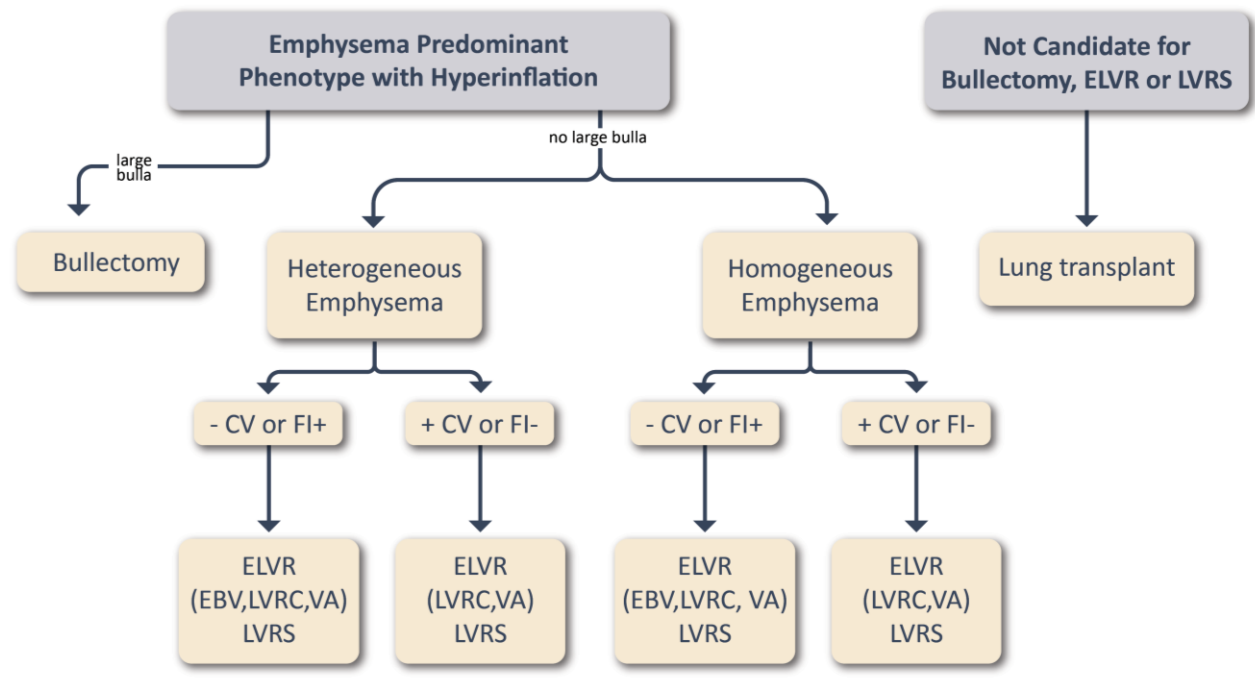 Emphysema Predominant
Phenotype with Hyperinflation
Not Candidate for
Bullectomy, ELVR or LVRS
large
bulla
no large bulla
Bullectomy
Heterogeneous
Emphysema
Homogeneous
Emphysema
Lung transplant
- CV or FI+
+ CV or FI-
- CV or FI+
+ CV or FI-
ELVR
(EBV,LVRC,VA)
LVRS
ELVR
(LVRC,VA)
LVRS
ELVR
(EBV,LVRC, VA)
LVRS
ELVR
(LVRC,VA)
LVRS